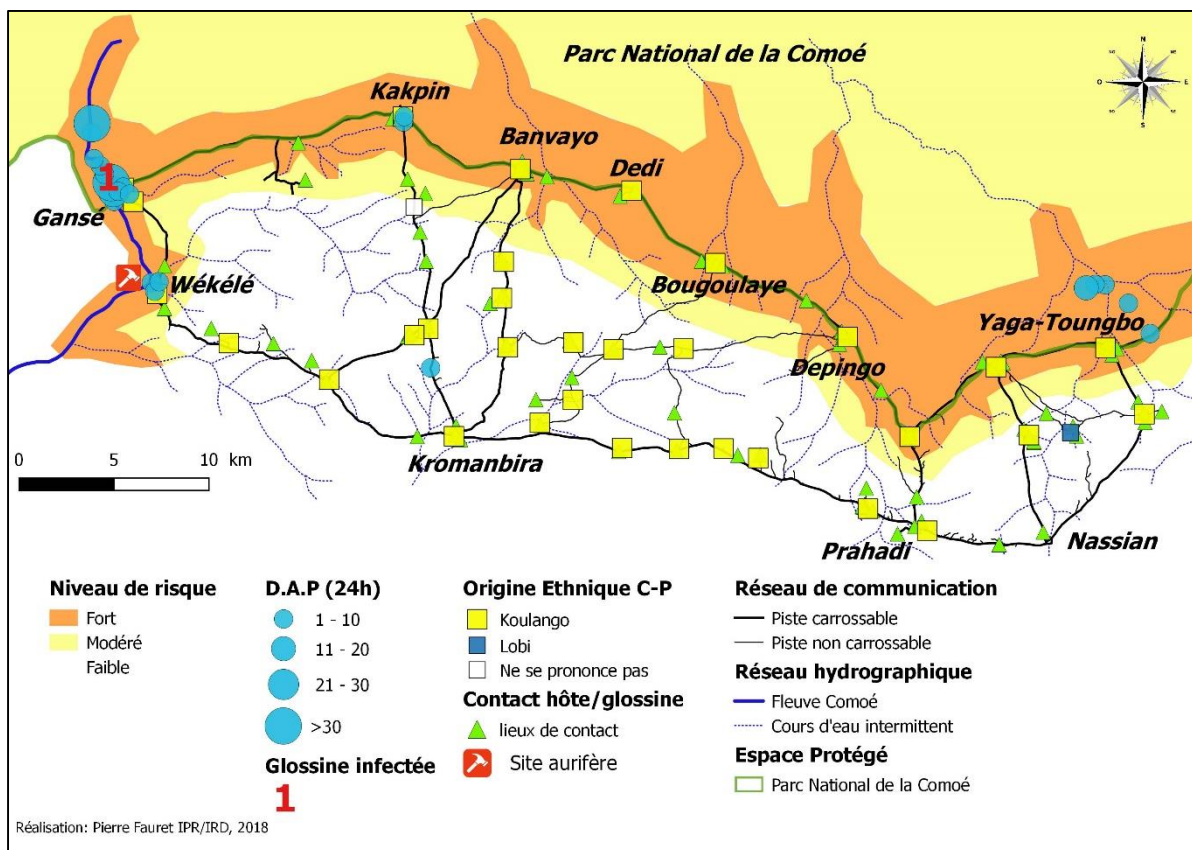 Parc National de la Comoé
N
O
E
S
Kakpin
Banvayo
Dedi
1
Gansé
Wékélé
Bougoulaye
Yaga-Toungbo
Depingo
0 5 10 km
Kromanbira
Prahadi
Nassian
Niveau de risque
Fort
Modéré
Faible
D.A.P (24h)
1 - 10
11 - 20
21 - 30
>30
Glossine infectée
1
Origine Ethnique C-P
Koulango
Lobi
Ne se prononce pas
Contact hôte/glossine
lieux de contact
Site aurifère
Réseau de communication
Piste carrossable
Piste non carrossable
Réseau hydrographique
Fleuve Comoé
Cours d'eau intermittent
Espace Protégé
Parc National de la Comoé
Réalisation: Pierre Fauret IPR/IRD, 2018